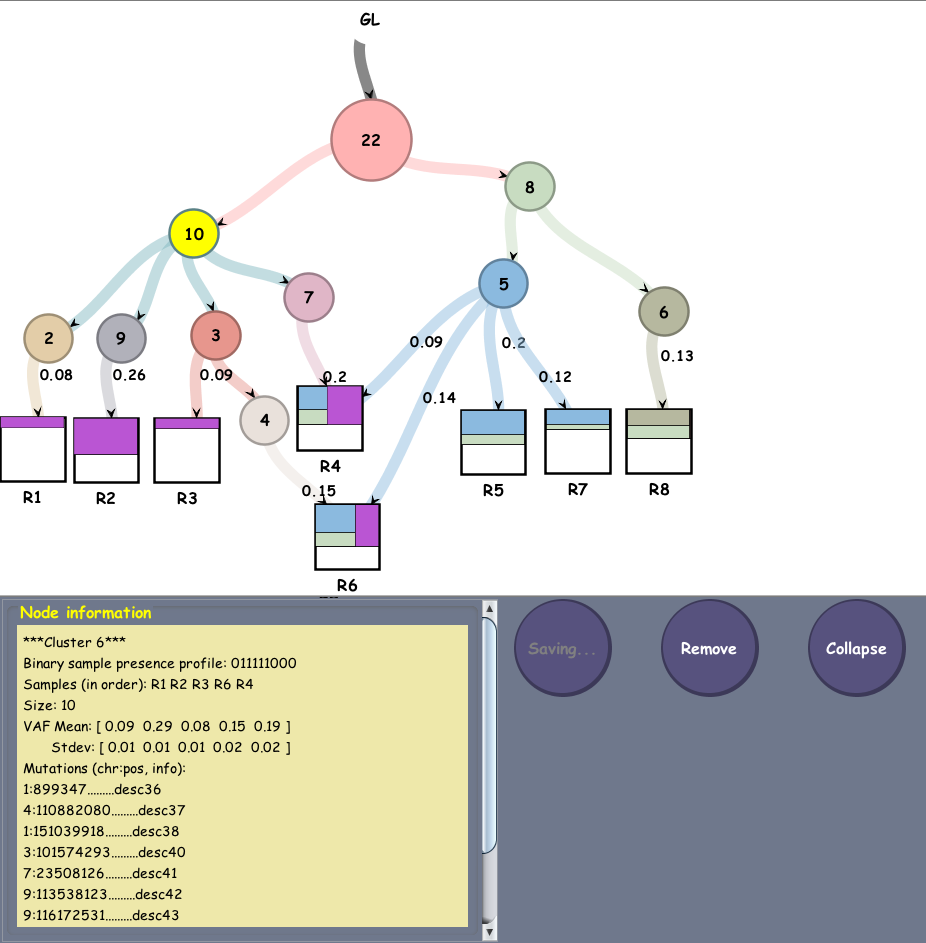 GL
22
8
10
5
7
6
2
9
3
0.09
0.2
0.13
0.08
0.26
0.09
0.2
0.12
0.14
4
R4
0.15
R1
R2
R3
R5
R7
R8
R6
Node information
***Cluster 6***
Binary sample presence profile: 011111000
Samples (in order): R1 R2 R3 R6 R4
Size: 10
VAF Mean: [ 0.09 0.29 0.08 0.15 0.19 ]
Stdev: [ 0.01 0.01 0.01 0.02 0.02 ]
Mutations (chr:pos, info):
1:899347.........desc36
4:110882080.........desc37
1:151039918.........desc38
3:101574293.........desc40
7:23508126.........desc41
9:113538123.........desc42
9:116172531.........desc43
Saving...
Remove
Collapse